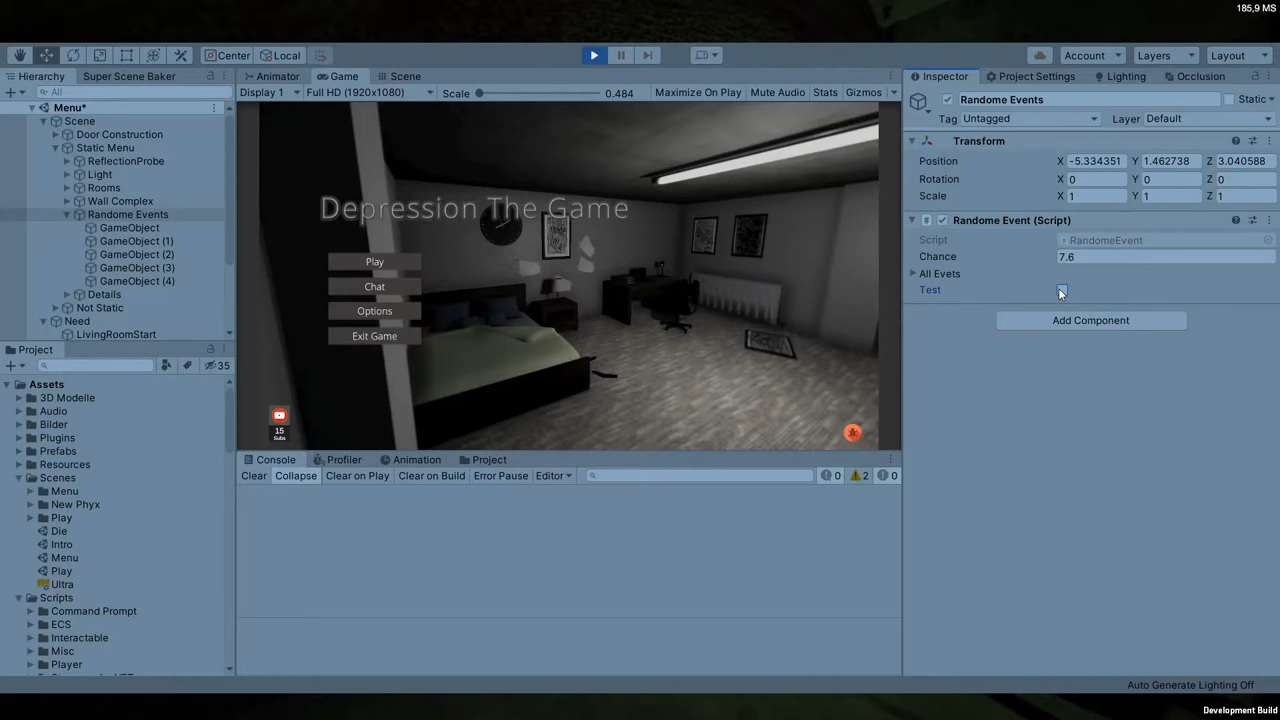 185,9 MS
Center Local Account Layers Layout
Hierarchy Super Scene Baker Animator Game Scene Inspector Project Settings Lighting Occlusion
All Display 1 Full HD (1920x1080) Scale 0.484 Maximize On Play Mute Audio Stats Gizmos
Randome Events Static
Tag Untagged Layer Default
Menu*
Scene
Door Construction
Static Menu
ReflectionProbe
Light
Rooms
Wall Complex
Randome Events
GameObject
GameObject (1)
GameObject (2)
GameObject (3)
GameObject (4)
Details
Not Static
Need
LivingRoomStart
Depression The Game
Play
Chat
Options
Exit Game
15
Subs
Transform
Position X -5.334351 Y 1.462738 Z 3.040588
Rotation X 0 Y 0 Z 0
Scale X 1 Y 1 Z 1
Randome Event (Script)
Script RandomeEvent
Chance 7.6
All Evets
Test
Add Component
Project
35
Assets
3D Modelle
Audio
Bilder
Plugins
Prefabs
Resources
Scenes
Menu
New Phyx
Play
Die
Intro
Menu
Play
Ultra
Scripts
Command Prompt
ECS
Interactable
Misc
Player
Console Profiler Animation Project
Clear Collapse Clear on Play Clear on Build Error Pause Editor 0 2 0
Auto Generate Lighting Off
Development Build